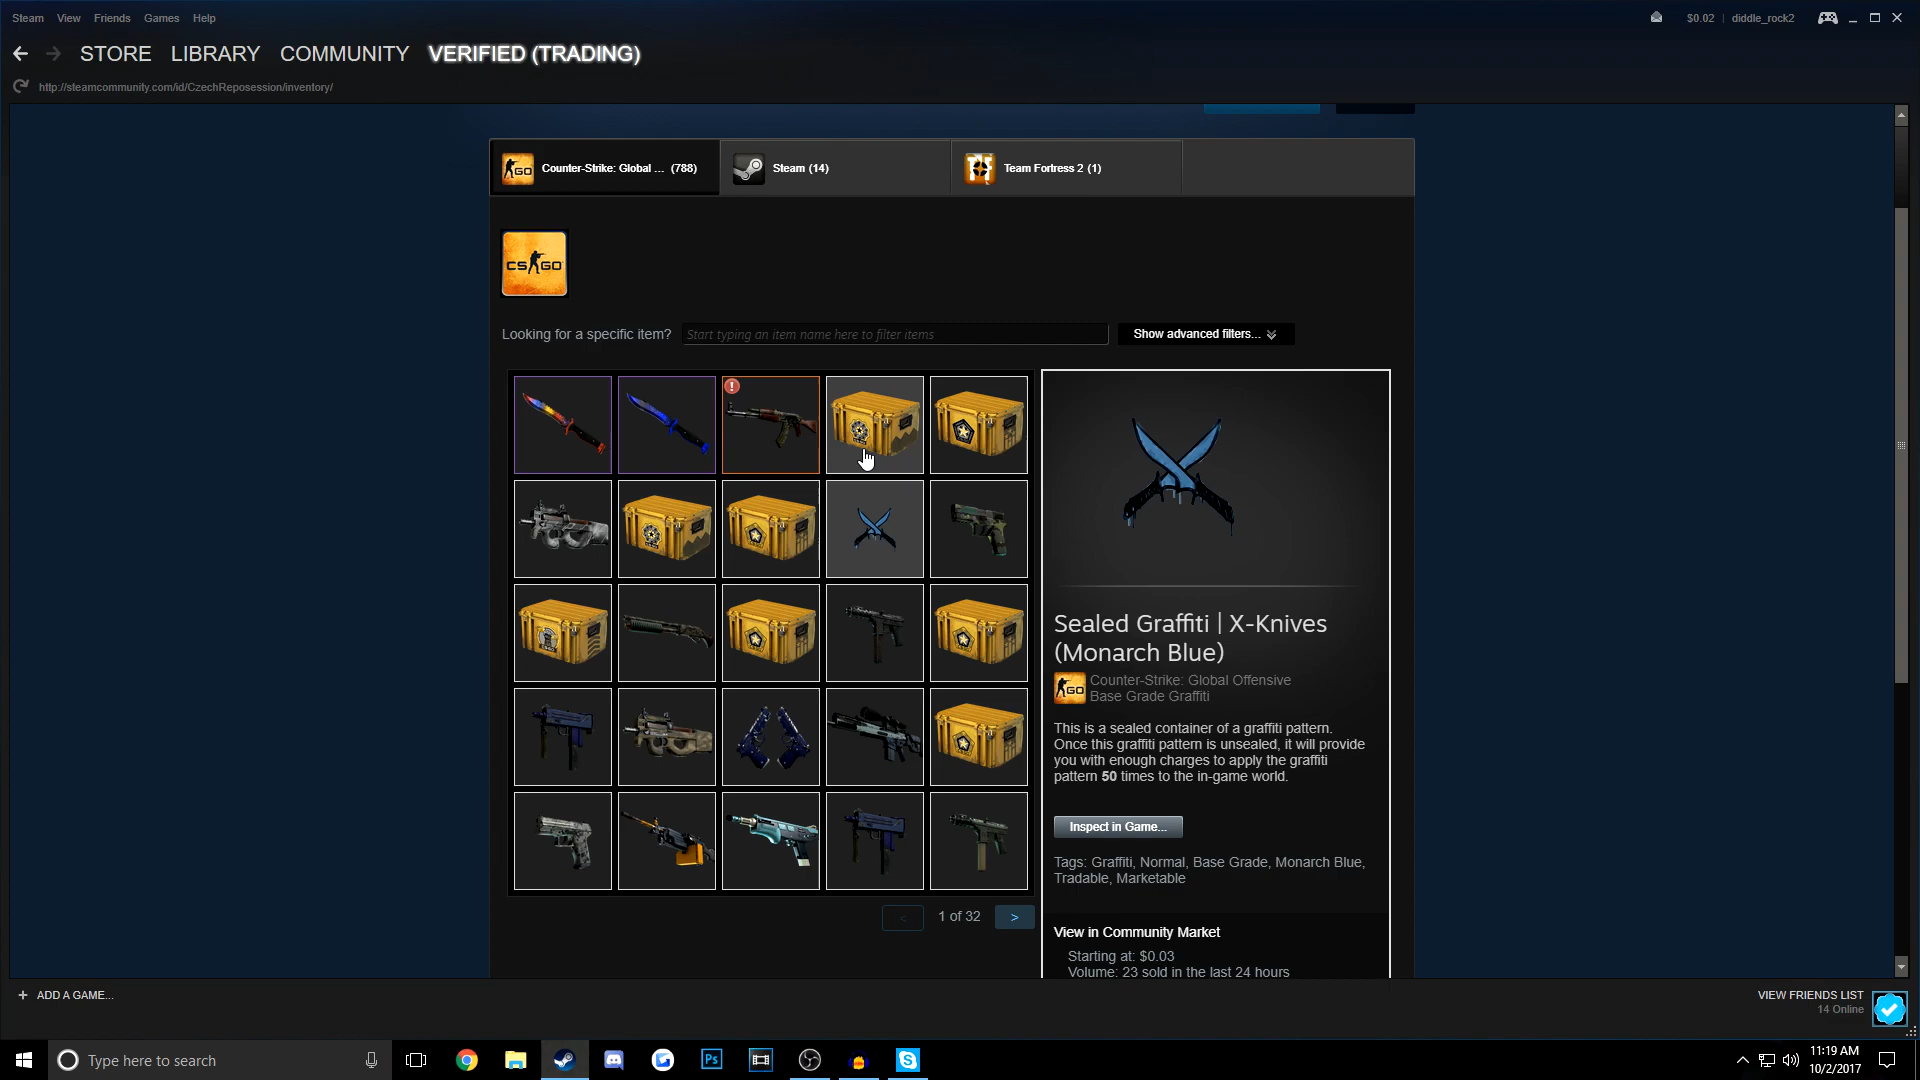 Steam View Friends Games Help
$0.02 | diddle_rock2
STORE LIBRARY COMMUNITY VERIFIED (TRADING)
http://steamcommunity.com/id/CzechReposession/inventory/
GO Counter-Strike: Global ... (788)
Steam (14)
Team Fortress 2 (1)
CS GO
Looking for a specific item? Start typing an item name here to filter items
Show advanced filters...
!
Sealed Graffiti | X-Knives
(Monarch Blue)
GO
Counter-Strike: Global Offensive
Base Grade Graffiti
This is a sealed container of a graffiti pattern.
Once this graffiti pattern is unsealed, it will provide
you with enough charges to apply the graffiti
pattern 50 times to the in-game world.
Inspect in Game...
Tags: Graffiti, Normal, Base Grade, Monarch Blue,
Tradable, Marketable
< 1 of 32 >
View in Community Market
Starting at: $0.03
Volume: 23 sold in the last 24 hours
+ ADD A GAME...
VIEW FRIENDS LIST
14 Online
Type here to search
Ps
11:19 AM
10/2/2017